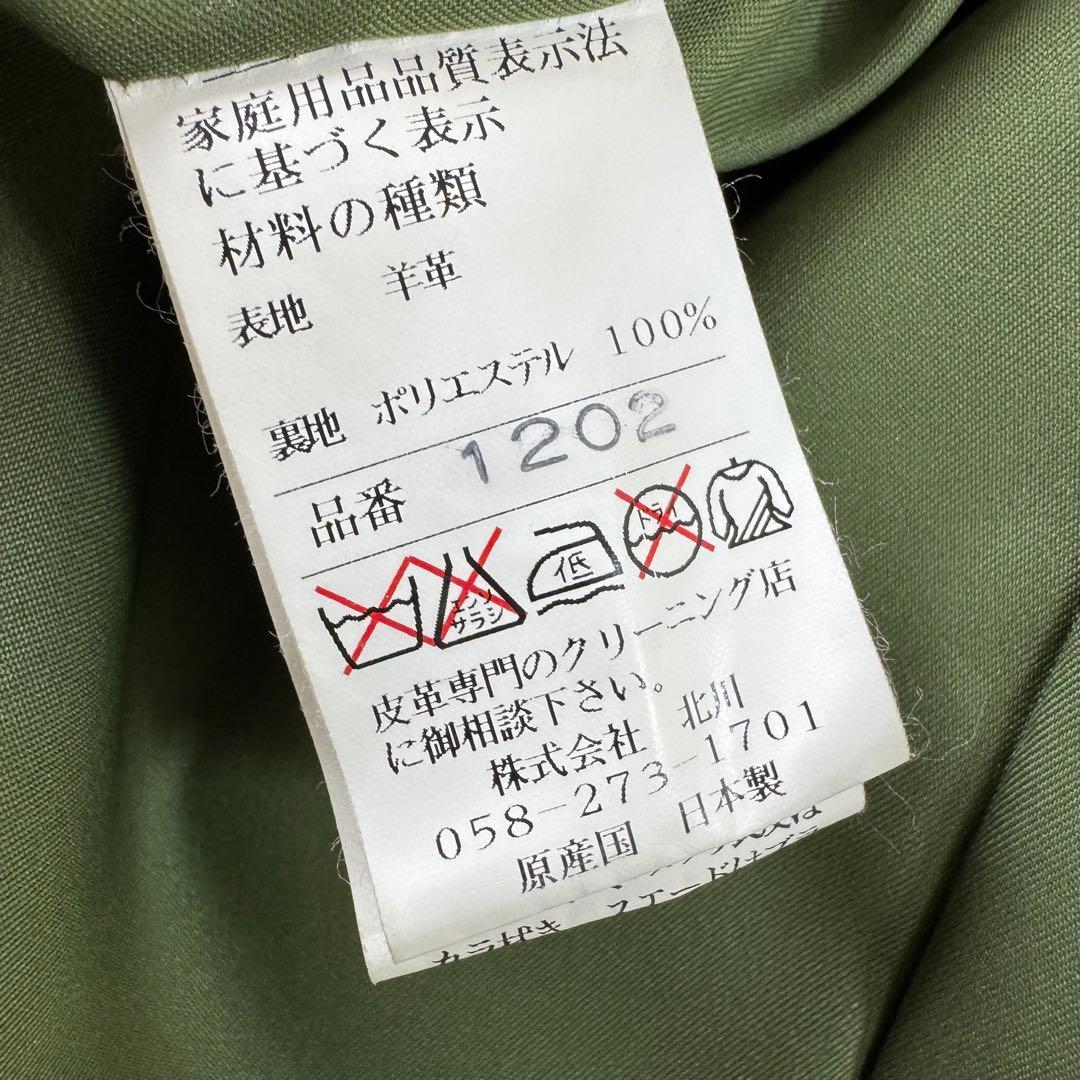 家庭用品品質表示法
に基づく表示
材料の種類
表地 羊革
裏地 ポリエステル 100%
品番 1202
エンソ
サラシ
低
ドライ
皮革専門のクリーニング店
に御相談下さい。
株式会社 北川
058-273-1701
原産国 日本製